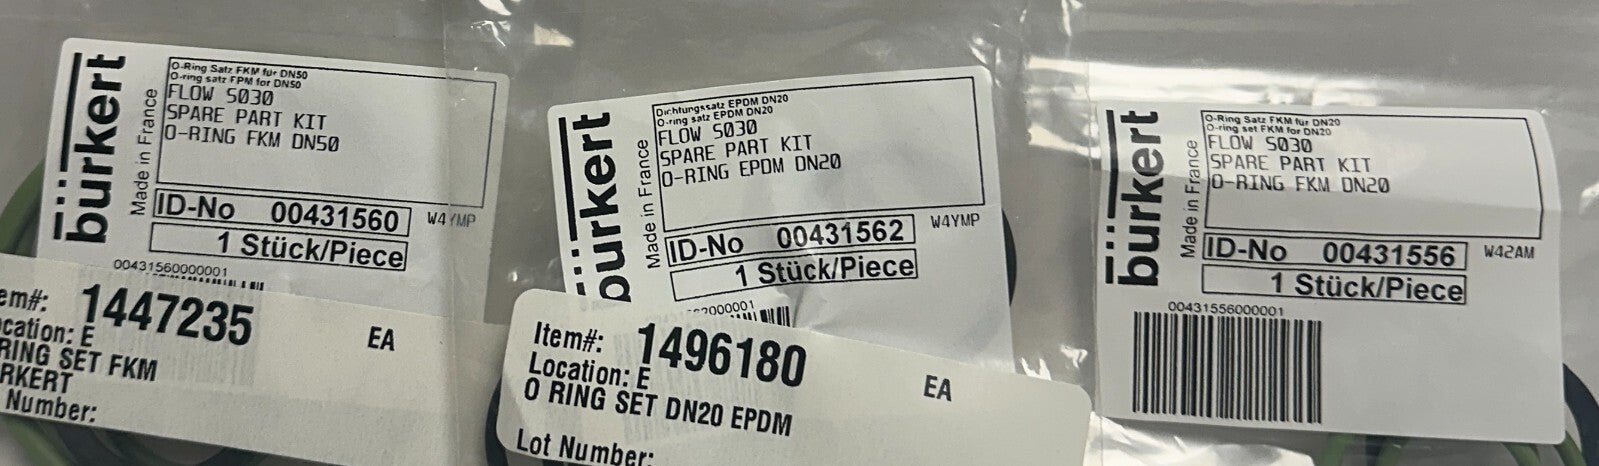 bürkert
Made in France
O-Ring Satz FKM für DN50
O-ring satz FPM for DN50
FLOW S030
SPARE PART KIT
O-RING FKM DN50
ID-No 00431560
W4YMP
1 Stück/Piece
00431560000001
em#: 1447235
cation: E
EA
RING SET FKM
RKERT
Number:
bürkert
Made in France
Dichtungssatz EPDM DN20
O-ring satz EPDM DN20
FLOW S030
SPARE PART KIT
O-RING EPDM DN20
ID-No 00431562
W4YMP
1 Stück/Piece
000001
Item#: 1496180
Location: E
EA
O RING SET DN20 EPDM
Lot Number:
bürkert
Made in France
O-Ring Satz FKM für DN20
O-ring set FKM for DN20
FLOW S030
SPARE PART KIT
O-RING FKM DN20
ID-No 00431556
W42AM
1 Stück/Piece
00431556000001